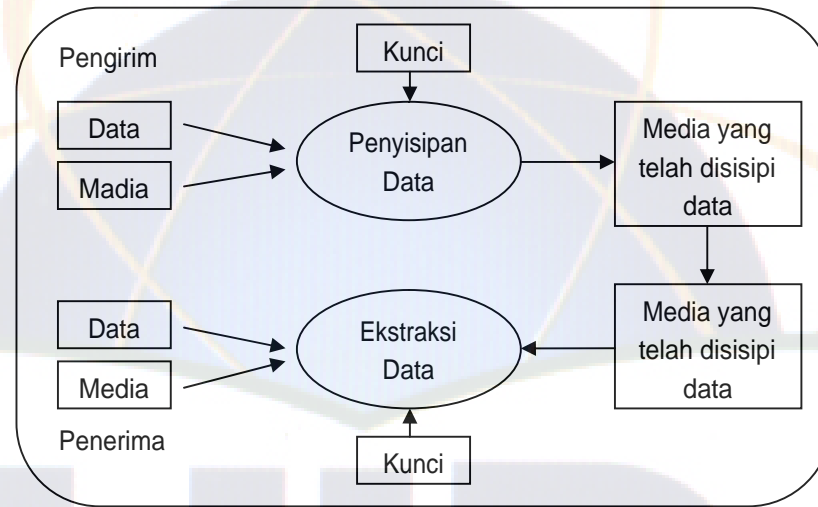 Pengirim
Kunci
Data
Madia
Penyisipan
Data
Media yang
telah disisipi
data
Data
Media
Ekstraksi
Data
Media yang
telah disisipi
data
Penerima
Kunci